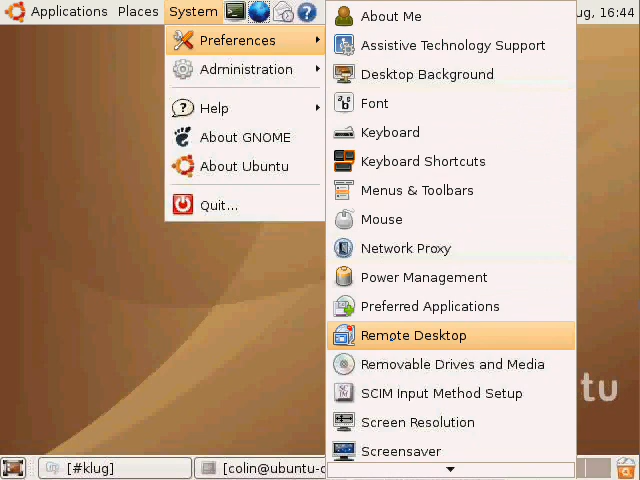 Applications Places System ug, 16:44
Preferences
Administration
Help
About GNOME
About Ubuntu
Quit...
About Me
Assistive Technology Support
Desktop Background
Font
Keyboard
Keyboard Shortcuts
Menus & Toolbars
Mouse
Network Proxy
Power Management
Preferred Applications
Remote Desktop
Removable Drives and Media
SCIM Input Method Setup
Screen Resolution
Screensaver
tu
[#klug] [colin@ubuntu-